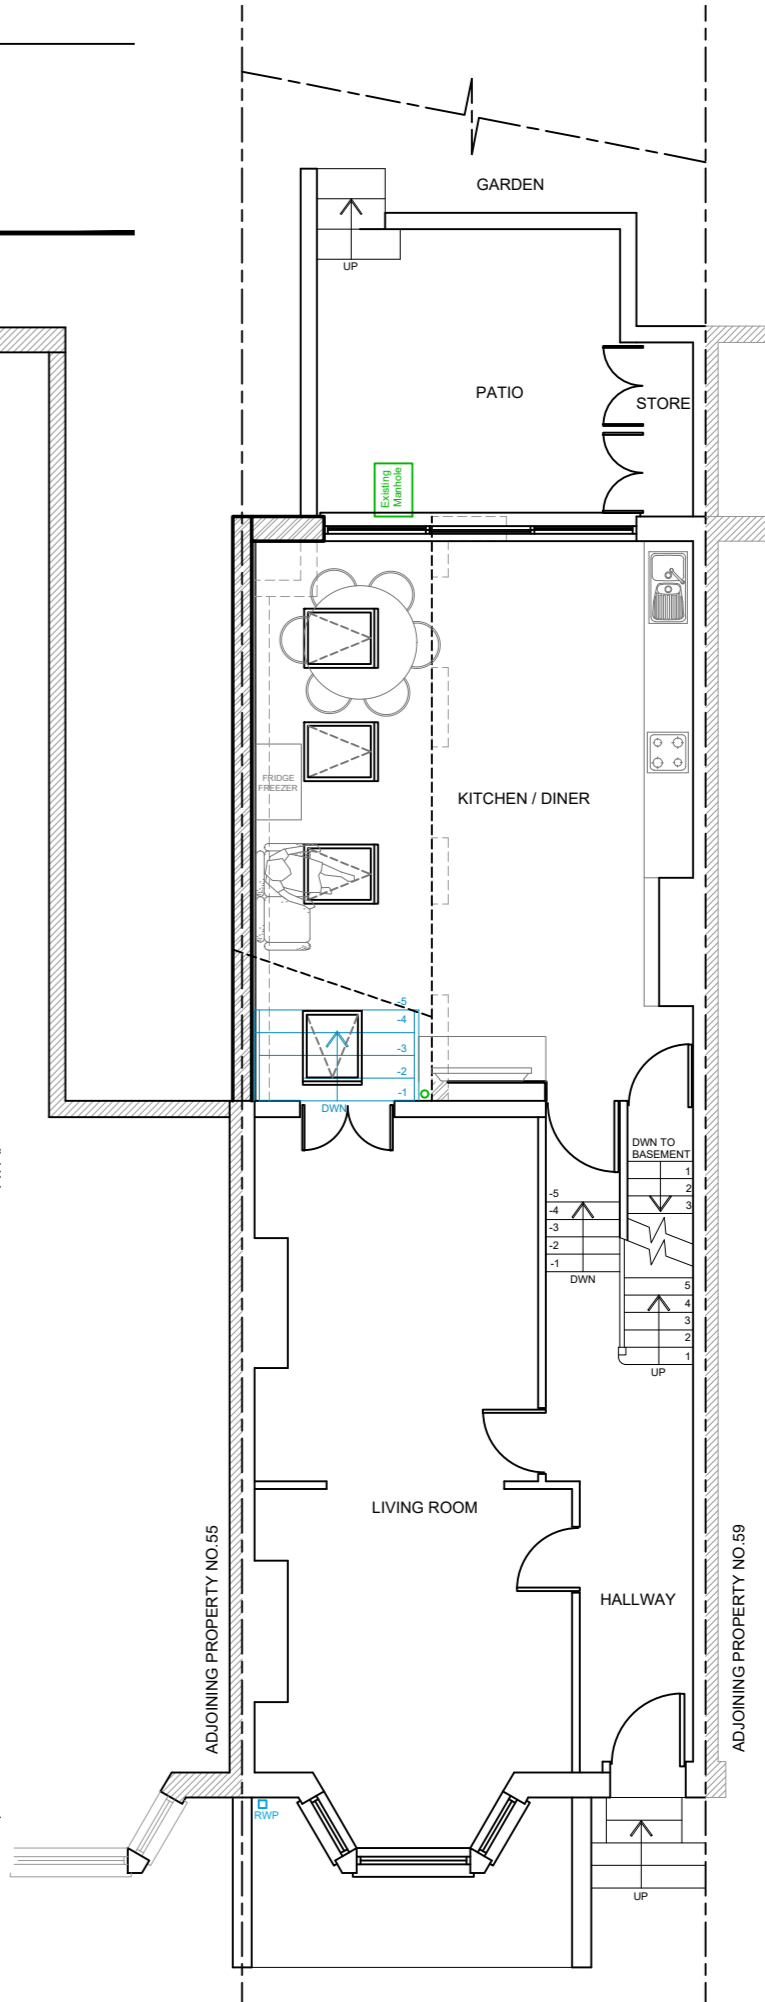 GARDEN
UP
PATIO
STORE
Existing
Manhole
FRIDGE
FREEZER
KITCHEN / DINER
-5
-4
-3
-2
-1
DWN
DWN TO
BASEMENT
1
2
3
-5
-4
-3
-2
-1
DWN
5
4
3
2
1
UP
LIVING ROOM
HALLWAY
ADJOINING PROPERTY NO.55
ADJOINING PROPERTY NO.59
RWP
UP